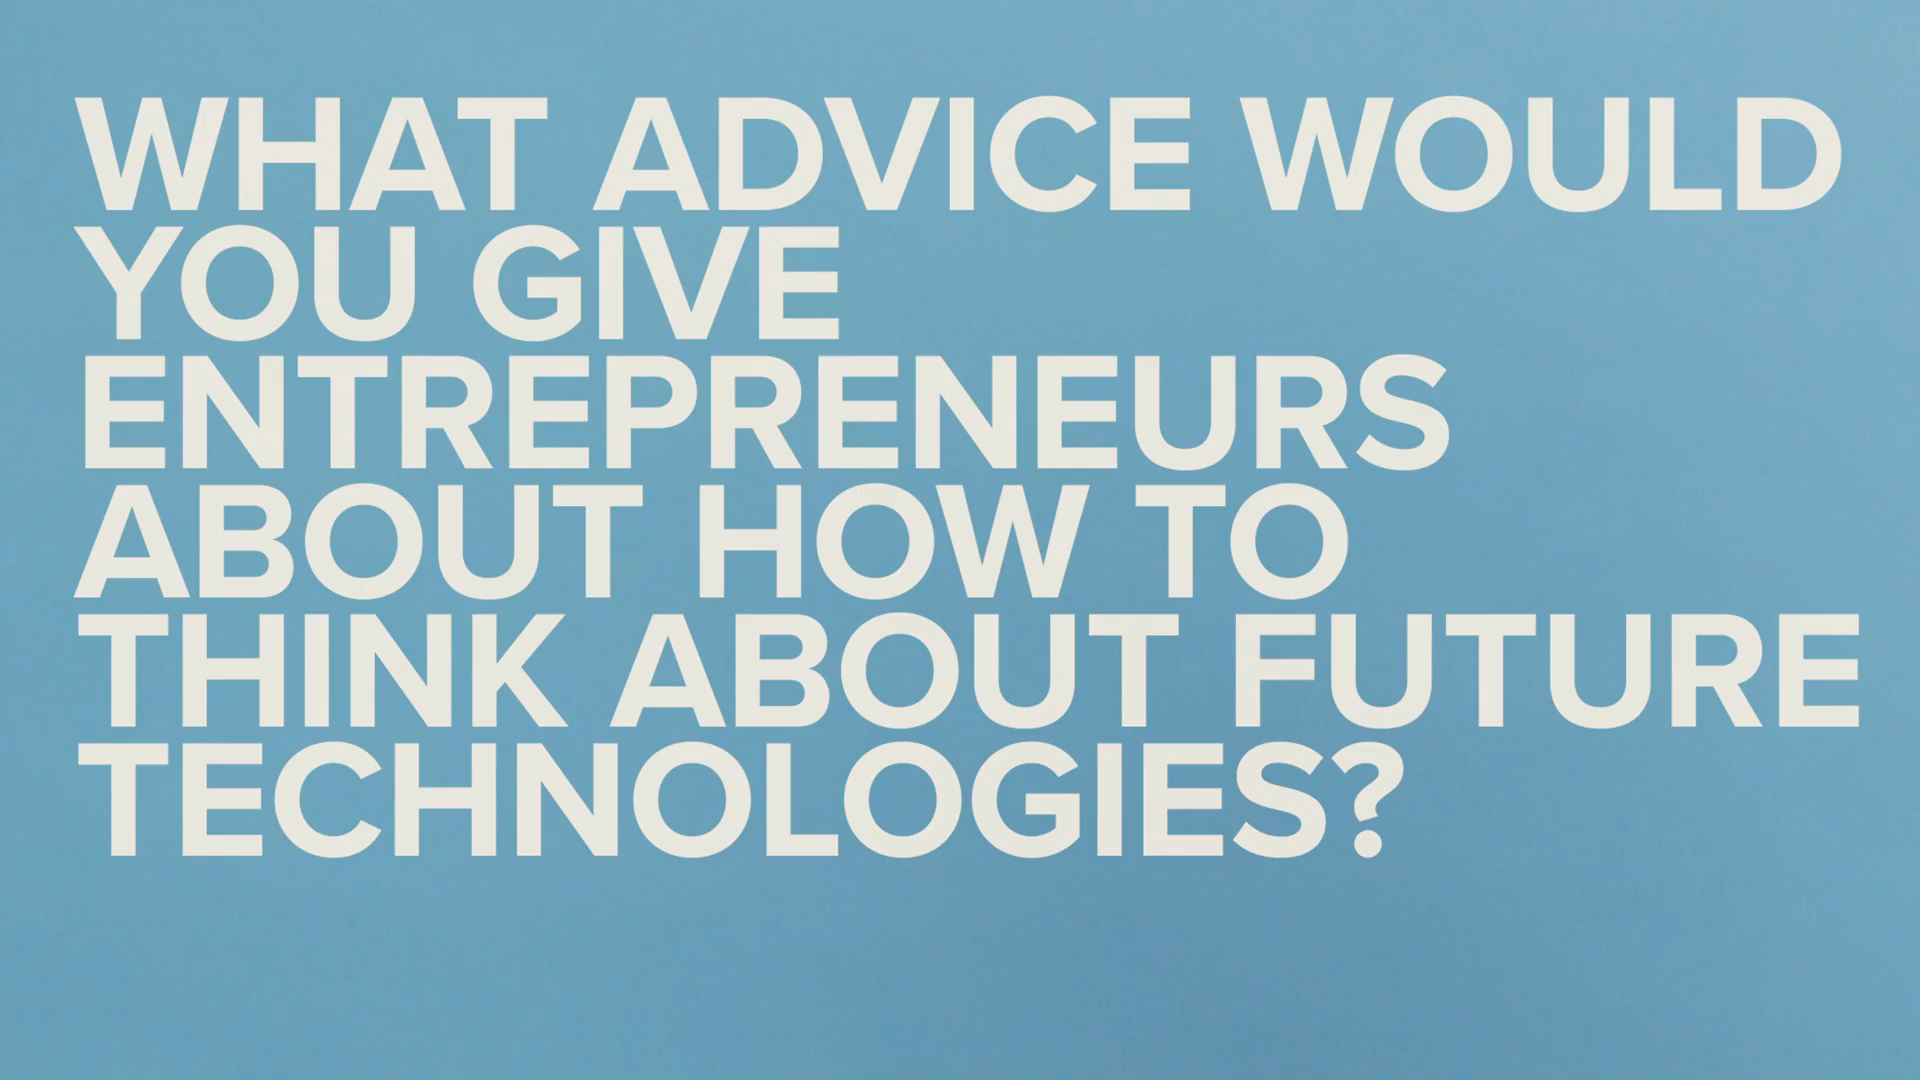 WHAT ADVICE WOULD
YOU GIVE
ENTREPRENEURS
ABOUT HOW TO
THINK ABOUT FUTURE
TECHNOLOGIES?